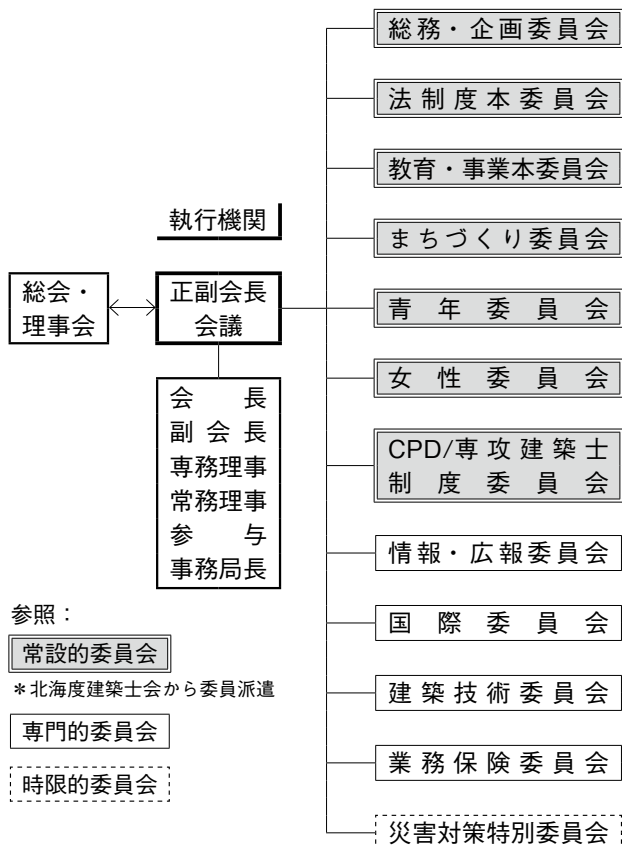 執行機関
総会・
理事会
正副会長
会議
会長
副会長
専務理事
常務理事
参与
事務局長
総務・企画委員会
法制度本委員会
教育・事業本委員会
まちづくり委員会
青年委員会
女性委員会
CPD/専攻建築士
制度委員会
情報・広報委員会
国際委員会
建築技術委員会
業務保険委員会
災害対策特別委員会
参照：
常設的委員会
＊北海度建築士会から委員派遣
専門的委員会
時限的委員会